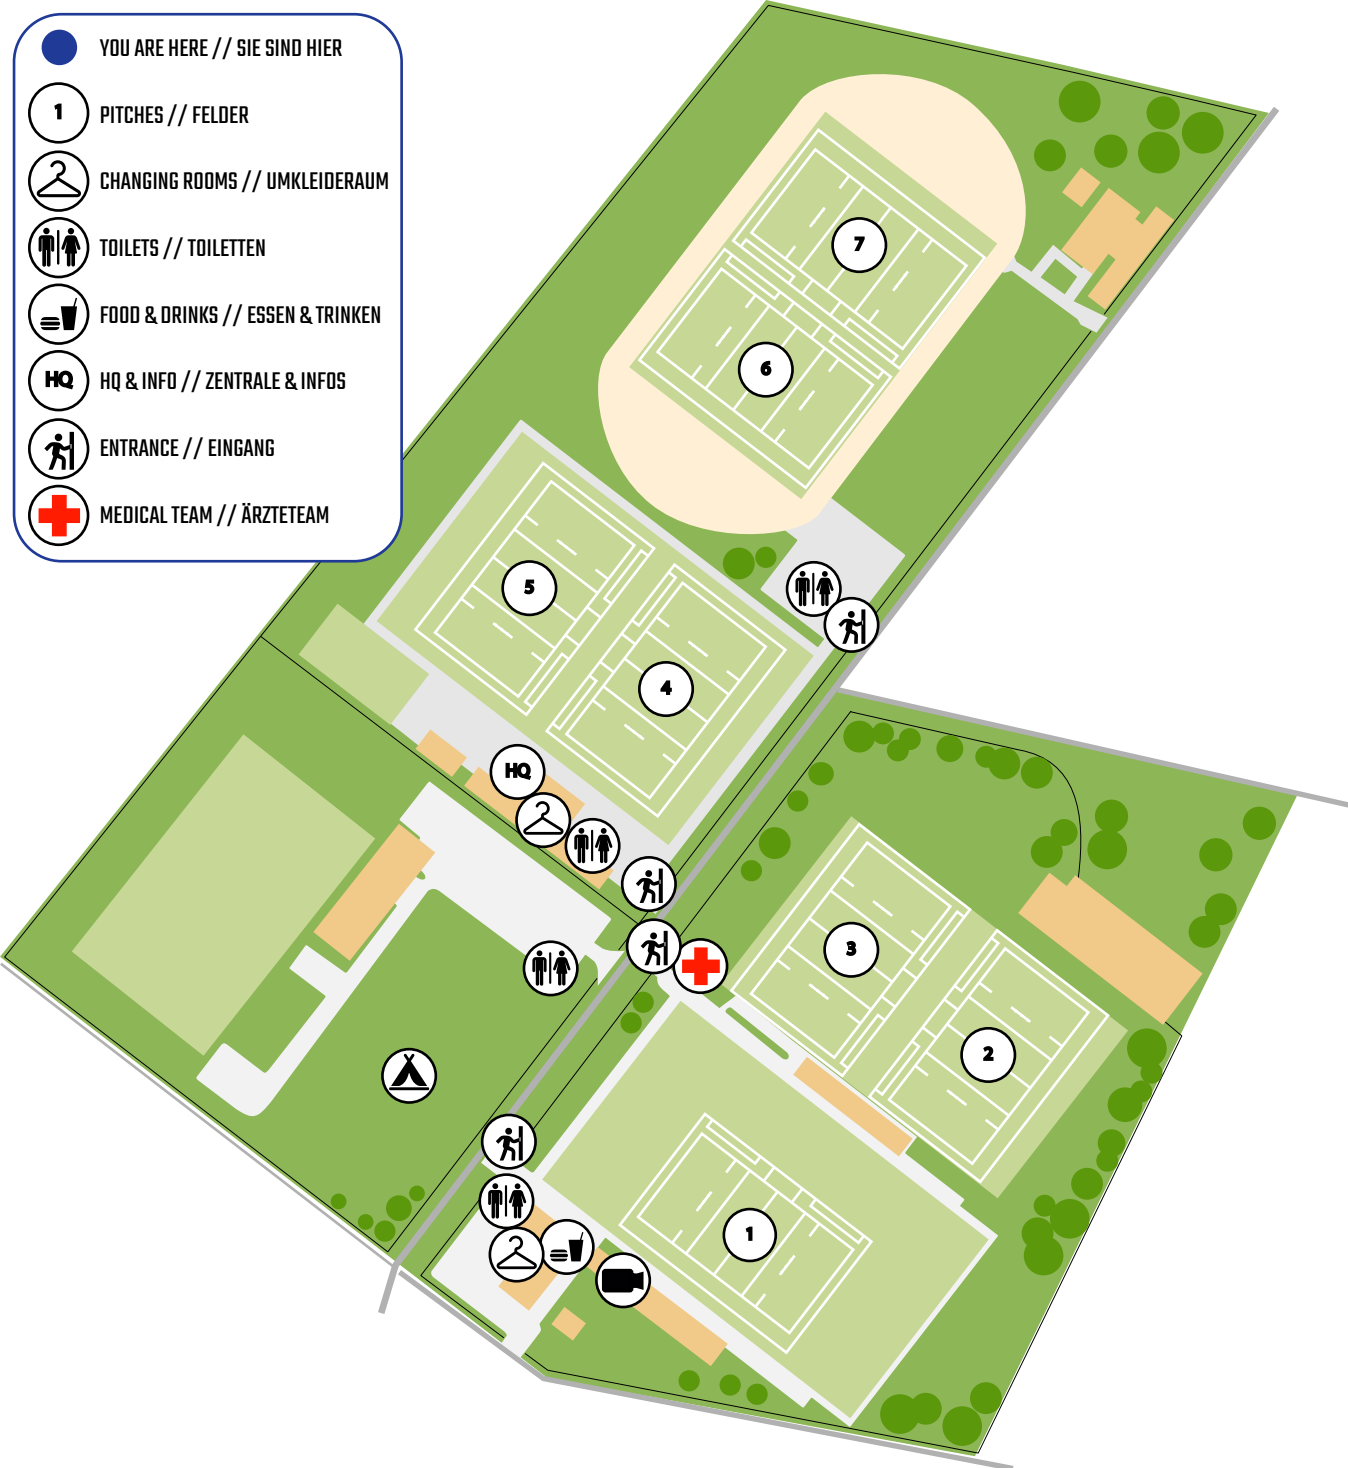 YOU ARE HERE // SIE SIND HIER
1 PITCHES // FELDER
CHANGING ROOMS // UMKLEIDERAUM
TOILETS // TOILETTEN
FOOD & DRINKS // ESSEN & TRINKEN
HQ HQ & INFO // ZENTRALE & INFOS
ENTRANCE // EINGANG
MEDICAL TEAM // ÄRZTETEAM
7
6
5
4
HQ
3
2
1